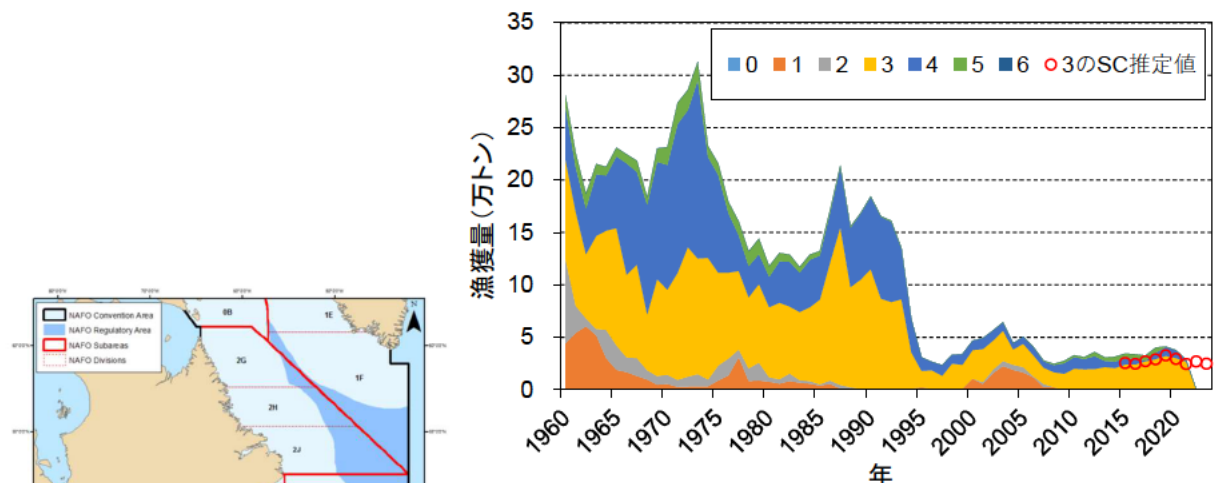 NAFO Convention Area
NAFO Regulatory Area
NAFO Subareas
NAFO Divisions
N
0B
1E
2G
1F
2H
2J
漁獲量(万トン)
35
30
25
20
15
10
5
0
0 1 2 3 4 5 6 3のSC推定値
1960 1965 1970 1975 1980 1985 1990 1995 2000 2005 2010 2015 2020
年